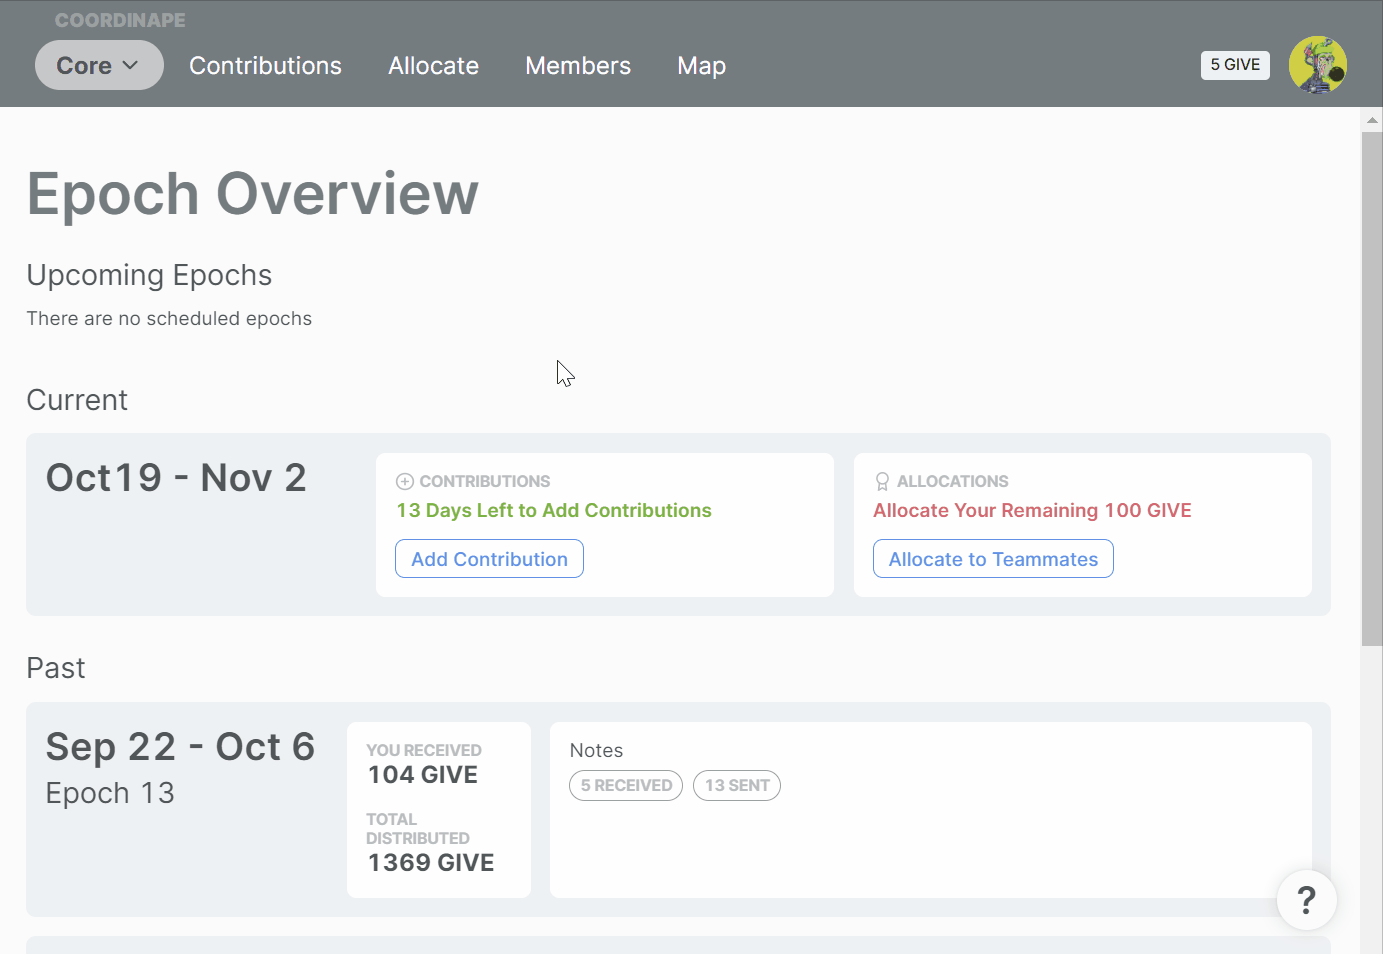 COORDINAPE
Core
Contributions
Allocate
Members
Map
5 GIVE
Epoch Overview
Upcoming Epochs
There are no scheduled epochs
Current
Oct19 - Nov 2
CONTRIBUTIONS
13 Days Left to Add Contributions
Add Contribution
ALLOCATIONS
Allocate Your Remaining 100 GIVE
Allocate to Teammates
Past
Sep 22 - Oct 6
Epoch 13
YOU RECEIVED
104 GIVE
TOTAL
DISTRIBUTED
1369 GIVE
Notes
5 RECEIVED
13 SENT
?